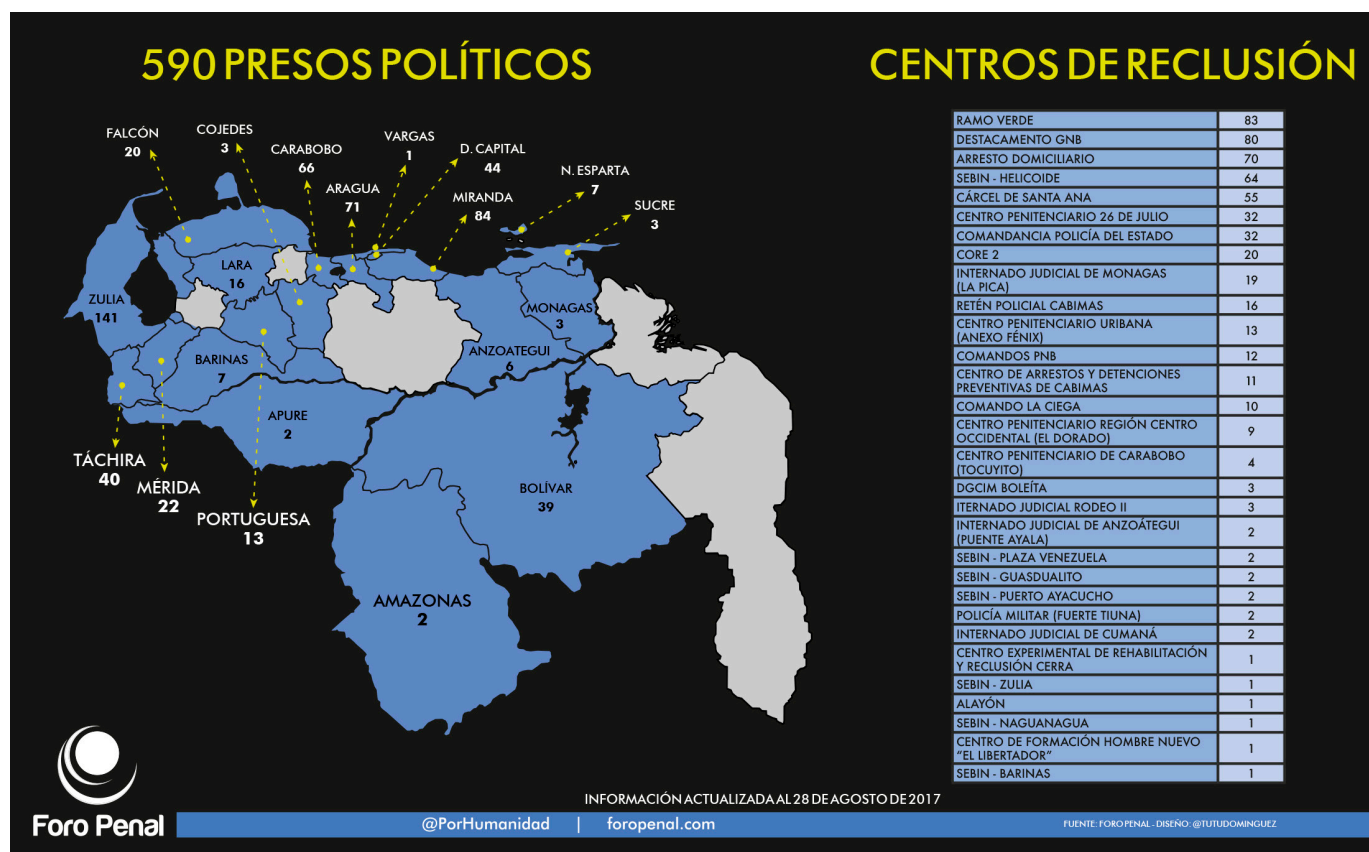 590 PRESOS POLÍTICOS
FALCÓN
20
COJEDES
3
CARABOBO
66
ARAGUA
71
VARGAS
1
D. CAPITAL
44
MIRANDA
84
N. ESPARTA
7
SUCRE
3
LARA
16
ZULIA
141
MONAGAS
3
ANZOATEGUI
6
BARINAS
7
APURE
2
TÁCHIRA
40
MÉRIDA
22
PORTUGUESA
13
BOLÍVAR
39
AMAZONAS
2
CENTROS DE RECLUSIÓN
RAMO VERDE 83
DESTACAMENTO GNB 80
ARRESTO DOMICILIARIO 70
SEBIN - HELICOIDE 64
CÁRCEL DE SANTA ANA 55
CENTRO PENITENCIARIO 26 DE JULIO 32
COMANDANCIA POLICÍA DEL ESTADO 32
CORE 2 20
INTERNADO JUDICIAL DE MONAGAS
(LA PICA) 19
RETÉN POLICIAL CABIMAS 16
CENTRO PENITENCIARIO URIBANA
(ANEXO FÉNIX) 13
COMANDOS PNB 12
CENTRO DE ARRESTOS Y DETENCIONES
PREVENTIVAS DE CABIMAS 11
COMANDO LA CIEGA 10
CENTRO PENITENCIARIO REGIÓN CENTRO
OCCIDENTAL (EL DORADO) 9
CENTRO PENITENCIARIO DE CARABOBO
(TOCUYITO) 4
DGCIM BOLEÍTA 3
ITERNADO JUDICIAL RODEO II 3
INTERNADO JUDICIAL DE ANZOÁTEGUI
(PUENTE AYALA) 2
SEBIN - PLAZA VENEZUELA 2
SEBIN - GUASDUALITO 2
SEBIN - PUERTO AYACUCHO 2
POLICÍA MILITAR (FUERTE TIUNA) 2
INTERNADO JUDICIAL DE CUMANÁ 2
CENTRO EXPERIMENTAL DE REHABILITACIÓN
Y RECLUSIÓN CERRA 1
SEBIN - ZULIA 1
ALAYÓN 1
SEBIN - NAGUANAGUA 1
CENTRO DE FORMACIÓN HOMBRE NUEVO
"EL LIBERTADOR" 1
SEBIN - BARINAS 1
INFORMACIÓN ACTUALIZADA AL 28 DE AGOSTO DE 2017
Foro Penal
@PorHumanidad | foropenal.com
FUENTE: FORO PENAL - DISEÑO: @TUTUDOMINGUEZ